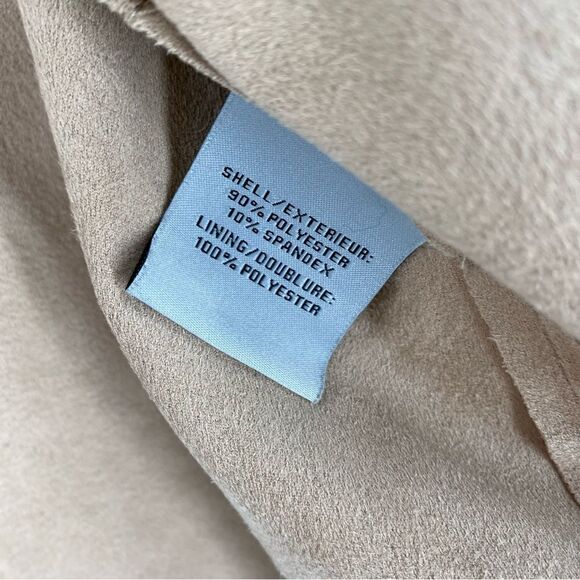 SHELL/EXTERIEUR:
90% POLYESTER
10% SPANDEX
LINING/DOUBLURE:
100% POLYESTER